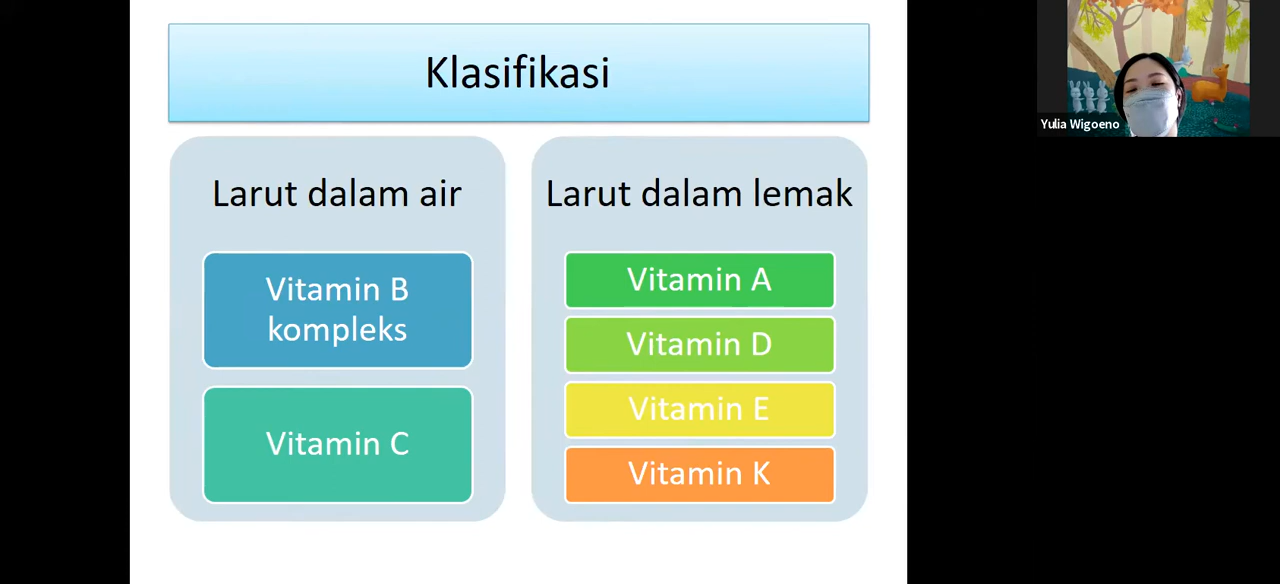 Klasifikasi
Larut dalam air
Vitamin B
kompleks
Vitamin C
Larut dalam lemak
Vitamin A
Vitamin D
Vitamin E
Vitamin K
Yulia Wigoeno